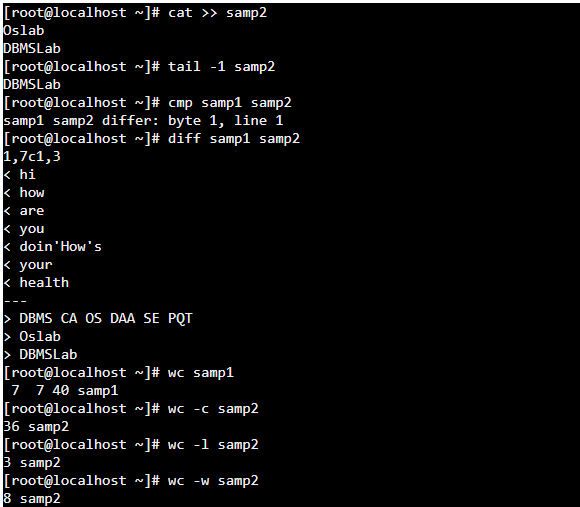 [root@localhost ~]# cat >> samp2
Oslab
DBMSLab
[root@localhost ~]# tail -1 samp2
DBMSLab
[root@localhost ~]# cmp samp1 samp2
samp1 samp2 differ: byte 1, line 1
[root@localhost ~]# diff samp1 samp2
1,7c1,3
< hi
< how
< are
< you
< doin'How's
< your
< health
---
> DBMS CA OS DAA SE PQT
> Oslab
> DBMSLab
[root@localhost ~]# wc samp1
 7  7 40 samp1
[root@localhost ~]# wc -c samp2
36 samp2
[root@localhost ~]# wc -l samp2
3 samp2
[root@localhost ~]# wc -w samp2
8 samp2